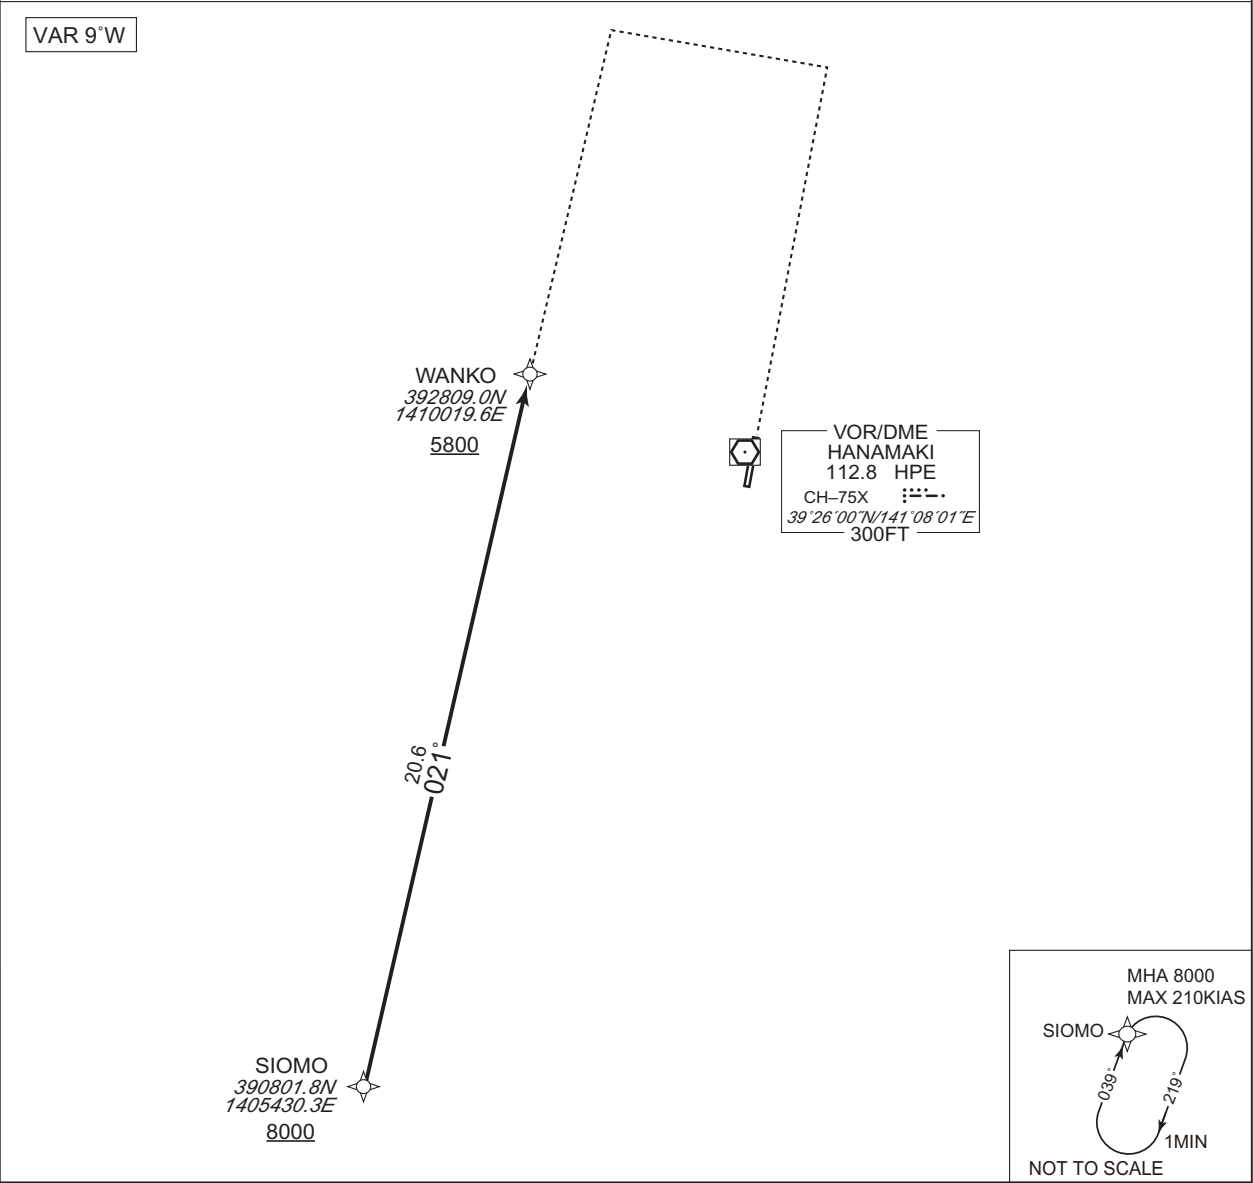 VAR 9°W
WANKO
392809.0N
1410019.6E
5800
VOR/DME
HANAMAKI
112.8 HPE
CH–75X
39°26′00″N/141°08′01″E
300FT
20.6
021°
SIOMO
390801.8N
1405430.3E
8000
MHA 8000
MAX 210KIAS
SIOMO
039°
219°
1MIN
NOT TO SCALE